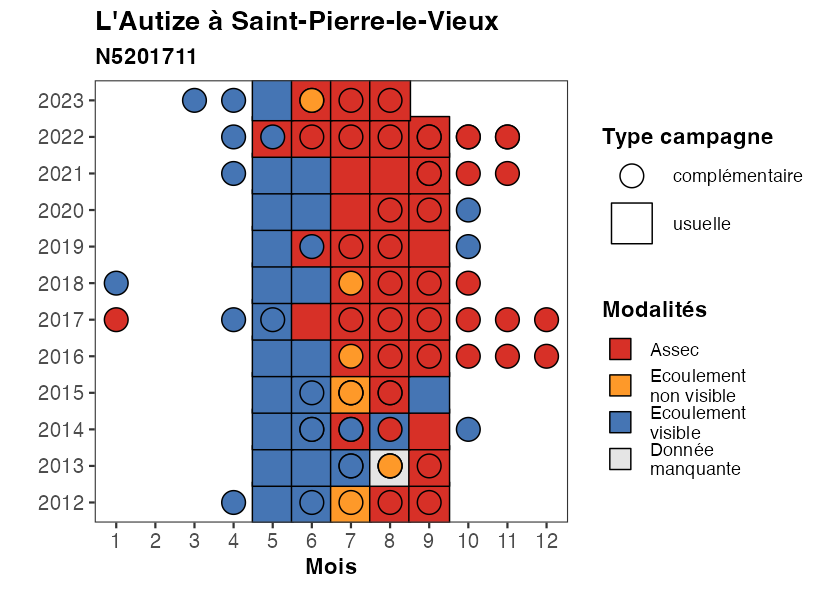 L'Autize à Saint-Pierre-le-Vieux
N5201711
2023
2022
2021
2020
2019
2018
2017
2016
2015
2014
2013
2012
1 2 3 4 5 6 7 8 9 10 11 12
Mois
Type campagne
complémentaire
usuelle
Modalités
Assec
Ecoulement
non visible
Ecoulement
visible
Donnée
manquante